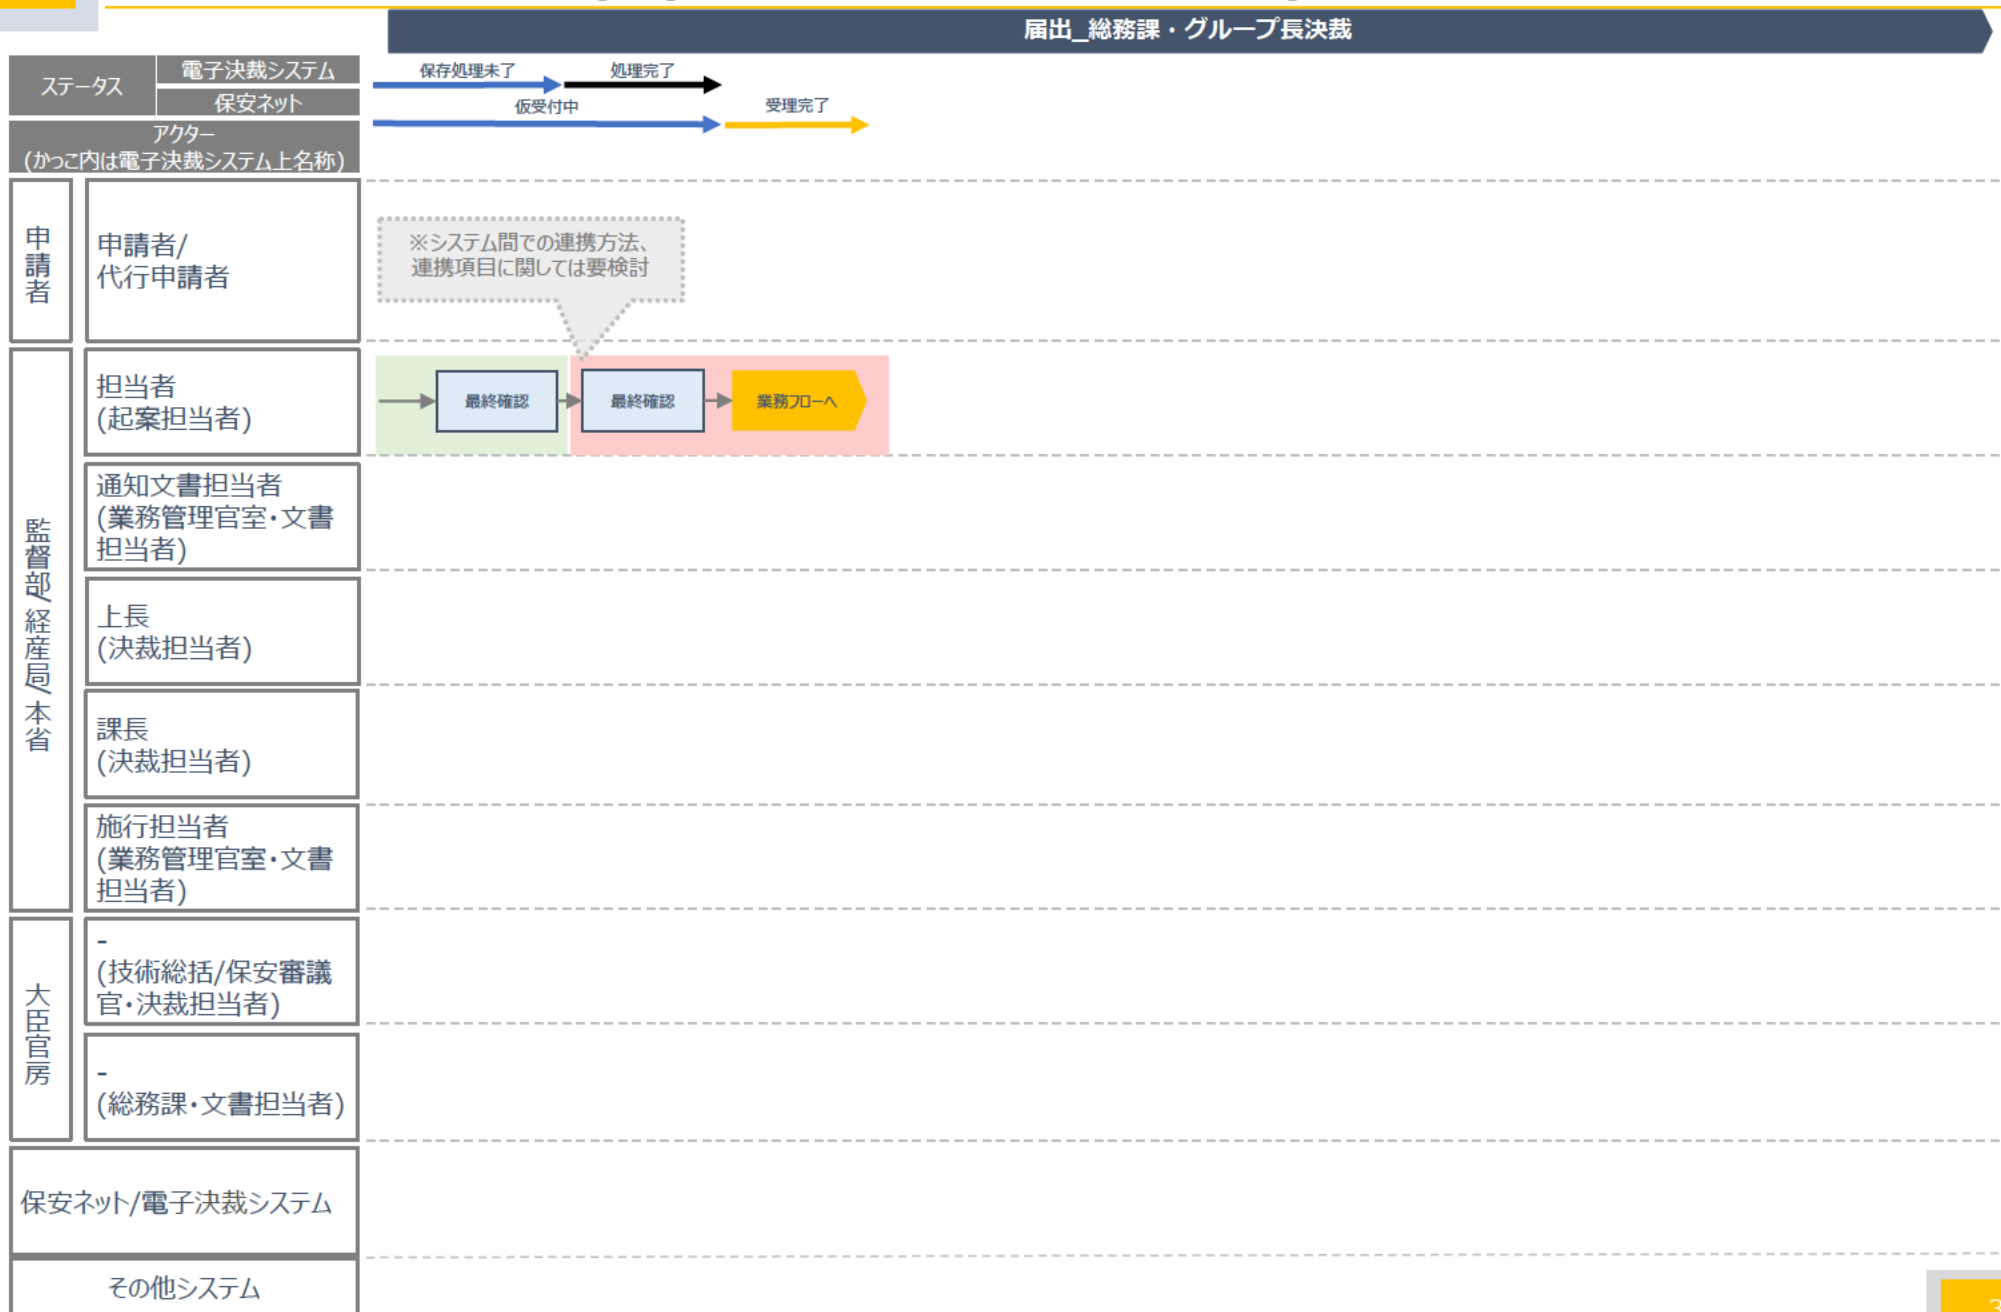 届出_総務課・グループ長決裁
ステータス
電子決裁システム
保安ネット
保存処理未了
処理完了
仮受付中
受理完了
アクター
(かっこ内は電子決裁システム上名称)
申請者
申請者/
代行申請者
※システム間での連携方法、
連携項目に関しては要検討
監督部/経産局/本省
担当者
(起案担当者)
最終確認
最終確認
業務フローへ
通知文書担当者
(業務管理官室・文書
担当者)
上長
(決裁担当者)
課長
(決裁担当者)
施行担当者
(業務管理官室・文書
担当者)
大臣官房
-
(技術総括/保安審議
官・決裁担当者)
-
(総務課・文書担当者)
保安ネット/電子決裁システム
その他システム